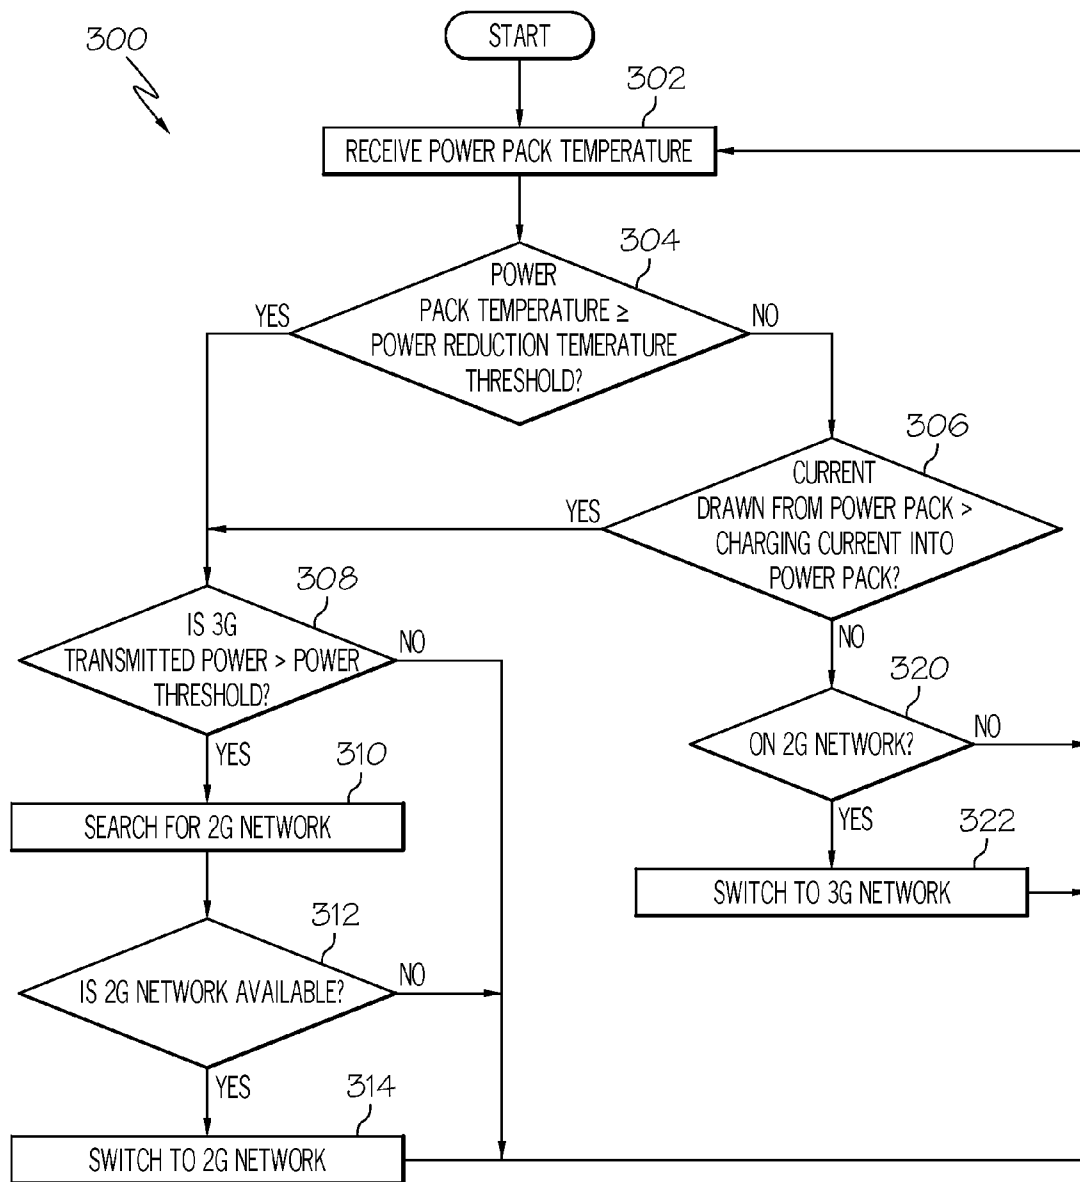 300
START
302
RECEIVE POWER PACK TEMPERATURE
304
POWER
PACK TEMPERATURE ≥
POWER REDUCTION TEMERATURE
THRESHOLD?
YES
NO
306
CURRENT
DRAWN FROM POWER PACK >
CHARGING CURRENT INTO
POWER PACK?
YES
NO
308
IS 3G
TRANSMITTED POWER > POWER
THRESHOLD?
NO
YES
320
ON 2G NETWORK?
NO
YES
310
SEARCH FOR 2G NETWORK
322
SWITCH TO 3G NETWORK
312
IS 2G NETWORK AVAILABLE?
NO
YES
314
SWITCH TO 2G NETWORK